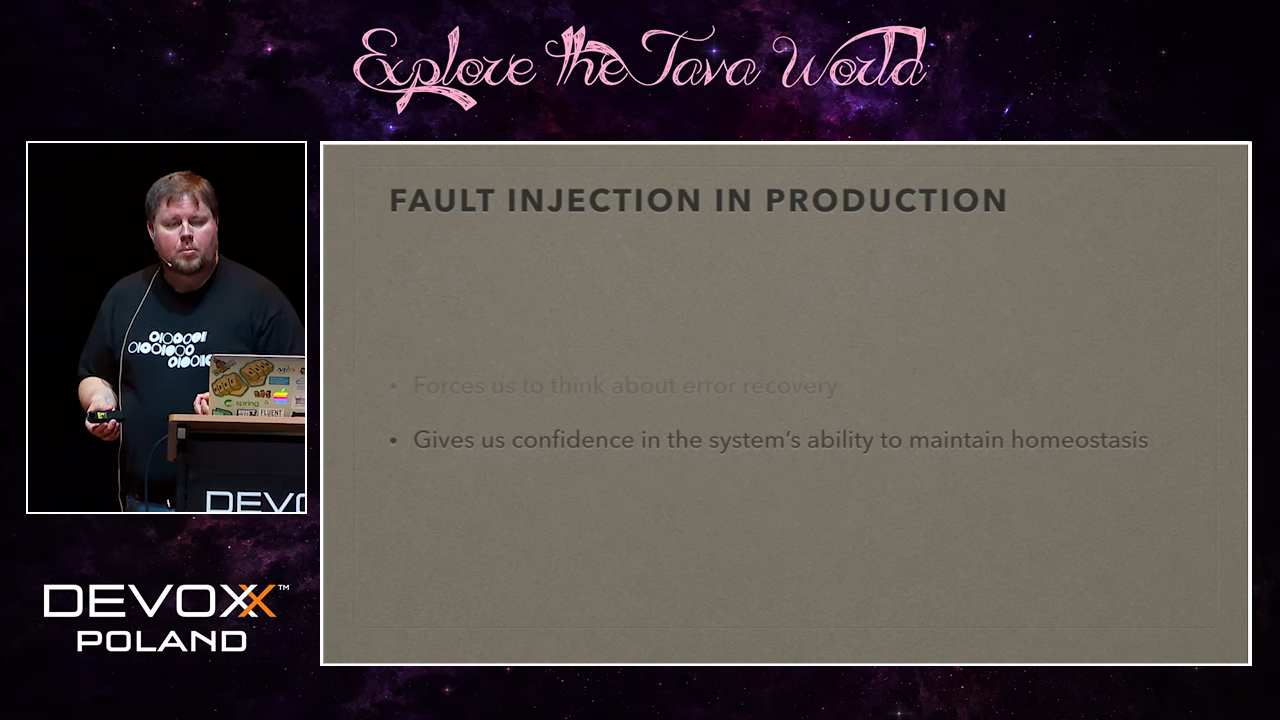 Explore the Java World
FAULT INJECTION IN PRODUCTION
• Forces us to think about error recovery
• Gives us confidence in the system's ability to maintain homeostasis
spring
FLUENT
DEVO
DEVOXX™
POLAND